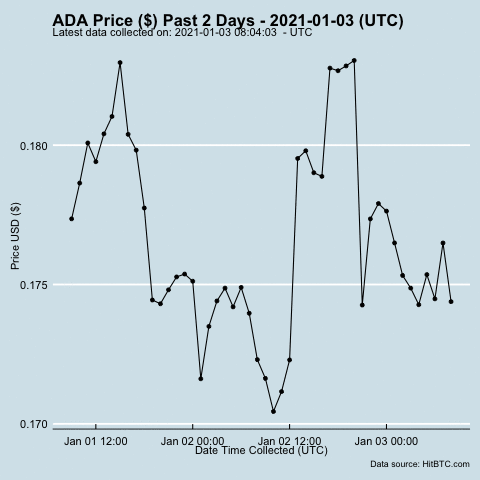 ADA Price ($) Past 2 Days - 2021-01-03 (UTC)
Latest data collected on: 2021-01-03 08:04:03 - UTC
0.180
0.175
0.170
Price USD ($)
Jan 01 12:00 Jan 02 00:00 Jan 02 12:00 Jan 03 00:00
Date Time Collected (UTC)
Data source: HitBTC.com